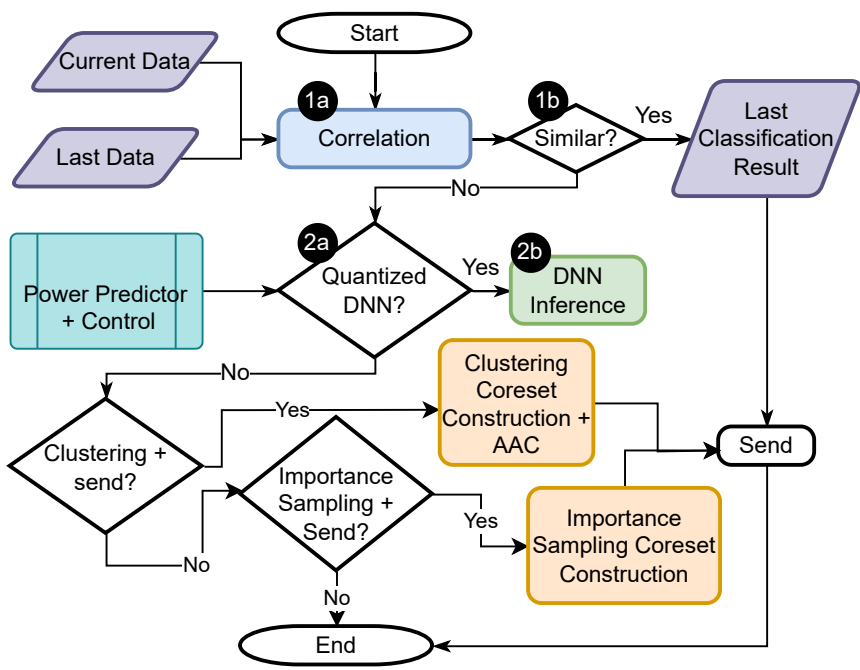 Start
Current Data
1a
1b
Yes
Last
Classification
Result
Correlation
Similar?
Last Data
No
2a
2b
Quantized
DNN?
Yes
DNN
Inference
Power Predictor
+ Control
No
Clustering
Coreset
Construction +
AAC
Yes
Clustering +
send?
Importance
Sampling +
Send?
Send
Yes
Importance
Sampling Coreset
Construction
No
No
End